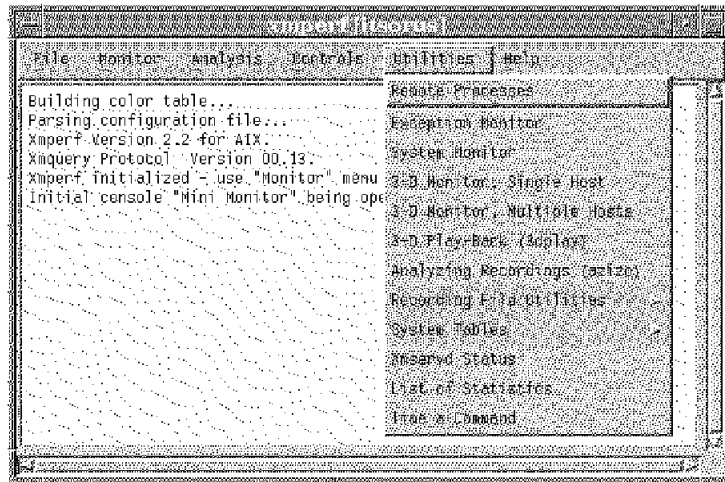 xmperf (tutorial)
File Monitor Analysis Controls Utilities Help
Building color table...
Parsing configuration file...
Xmperf Version 2.2 for AIX.
Xmquery Protocol Version 00.13.
Xmperf initialized - use "Monitor" menu
Initial console "Mini Monitor" being ope
Remote Processes
Exception Monitor
System Monitor
3-D Monitor, Single Host
3-D Monitor, Multiple Hosts
3-D Play-Back (3dplay)
Analyzing Recordings (azizo)
Recording File Utilities
System Tables
Xmservd Status
List of Statistics
Type a Command